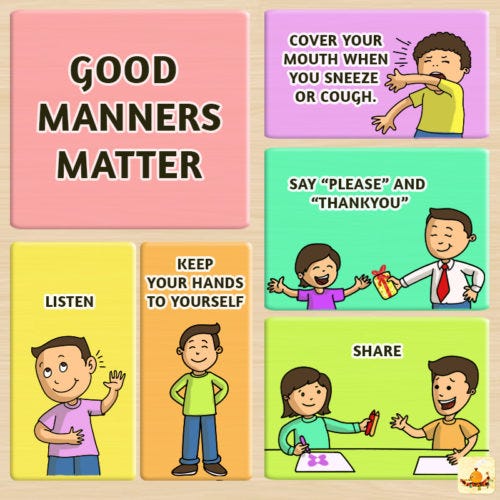 GOOD
MANNERS
MATTER
COVER YOUR
MOUTH WHEN
YOU SNEEZE
OR COUGH.
SAY “PLEASE” AND
“THANKYOU”
LISTEN
KEEP
YOUR HANDS
TO YOURSELF
SHARE